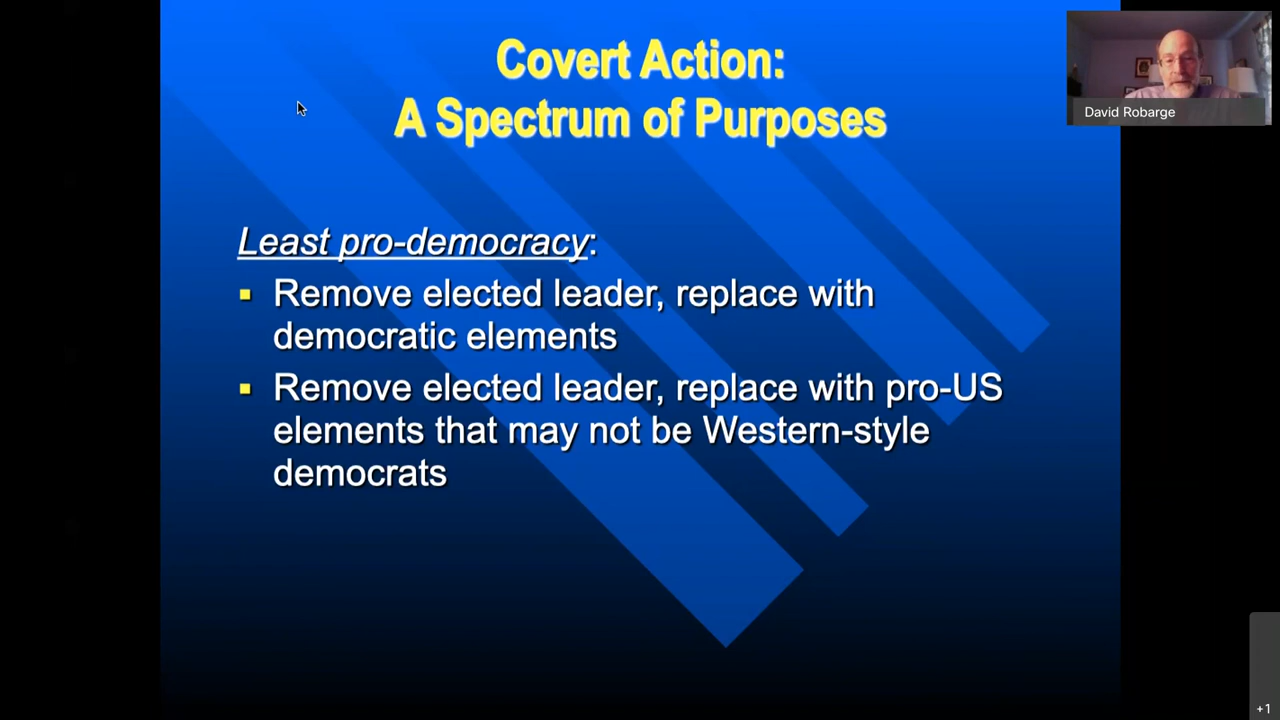 Covert Action:
A Spectrum of Purposes
David Robarge
Least pro-democracy:
▪ Remove elected leader, replace with
democratic elements
▪ Remove elected leader, replace with pro-US
elements that may not be Western-style
democrats
+1